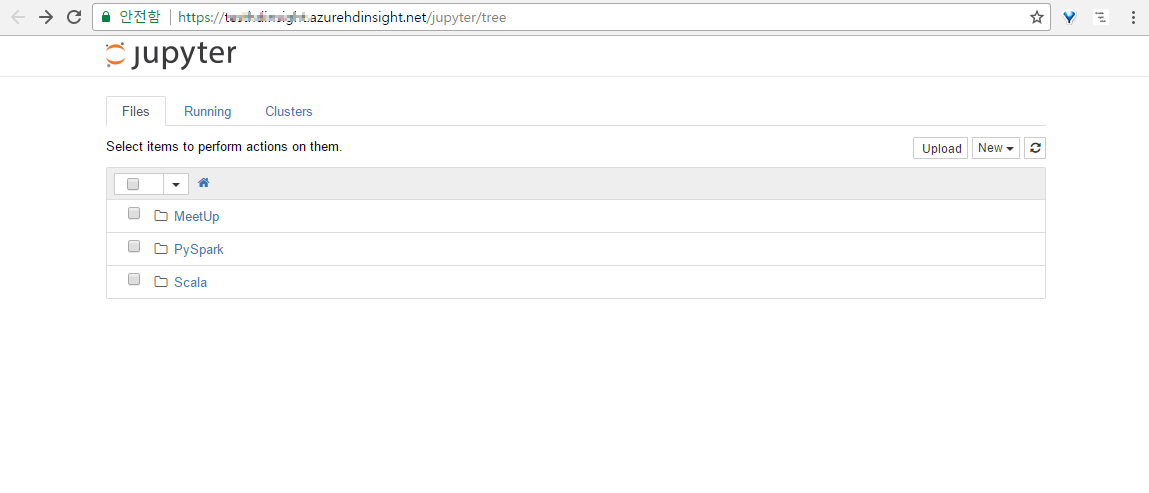 안전함 https://.azurehdinsight.net/jupyter/tree
jupyter
Files Running Clusters
Select items to perform actions on them. Upload New
MeetUp
PySpark
Scala